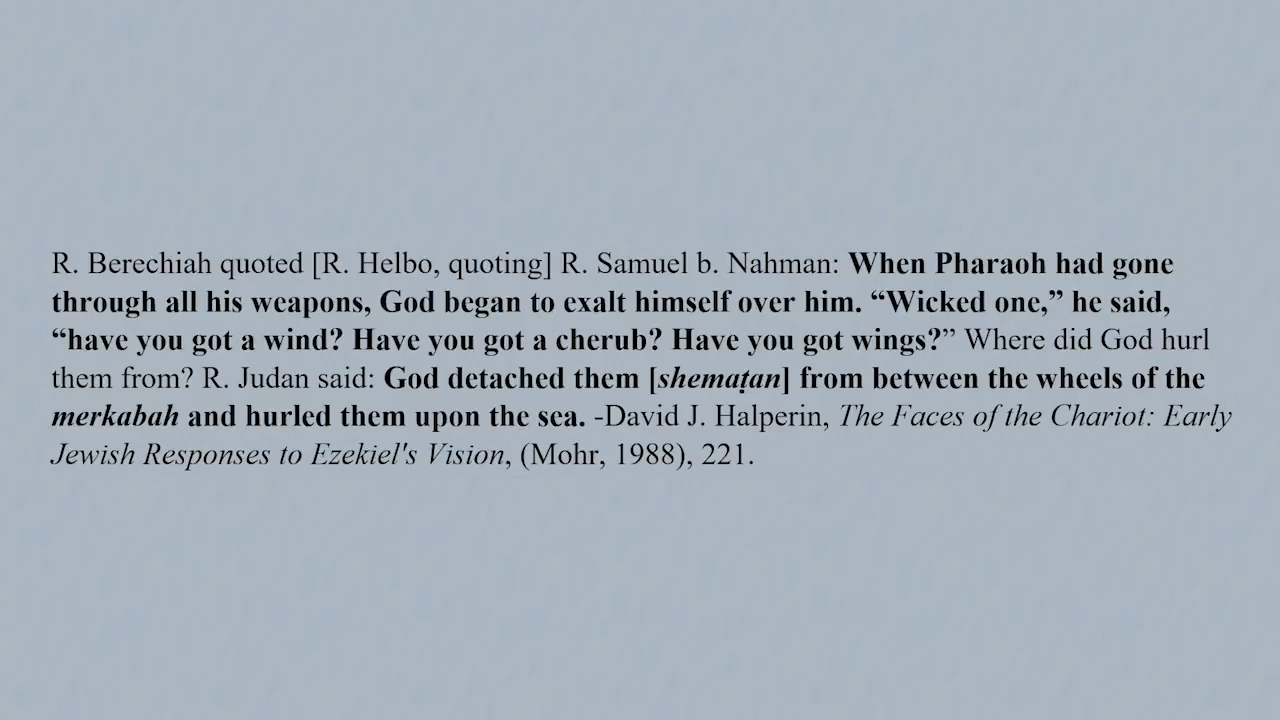 R. Berechiah quoted [R. Helbo, quoting] R. Samuel b. Nahman: When Pharaoh had gone
through all his weapons, God began to exalt himself over him. “Wicked one,” he said,
“have you got a wind? Have you got a cherub? Have you got wings?” Where did God hurl
them from? R. Judan said: God detached them [shemaṭan] from between the wheels of the
merkabah and hurled them upon the sea. -David J. Halperin, The Faces of the Chariot: Early
Jewish Responses to Ezekiel's Vision, (Mohr, 1988), 221.